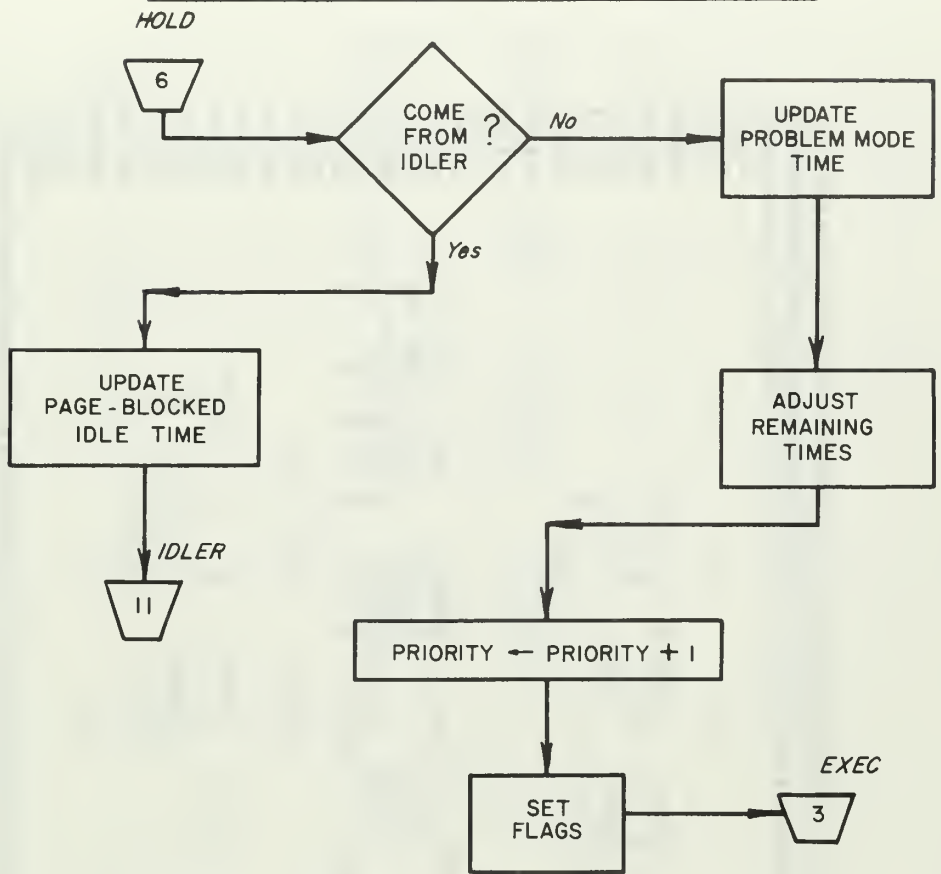 HOLD
6
COME
FROM
IDLER
?
No
UPDATE
PROBLEM MODE
TIME
Yes
UPDATE
PAGE-BLOCKED
IDLE TIME
ADJUST
REMAINING
TIMES
IDLER
11
PRIORITY ← PRIORITY + 1
SET
FLAGS
EXEC
3